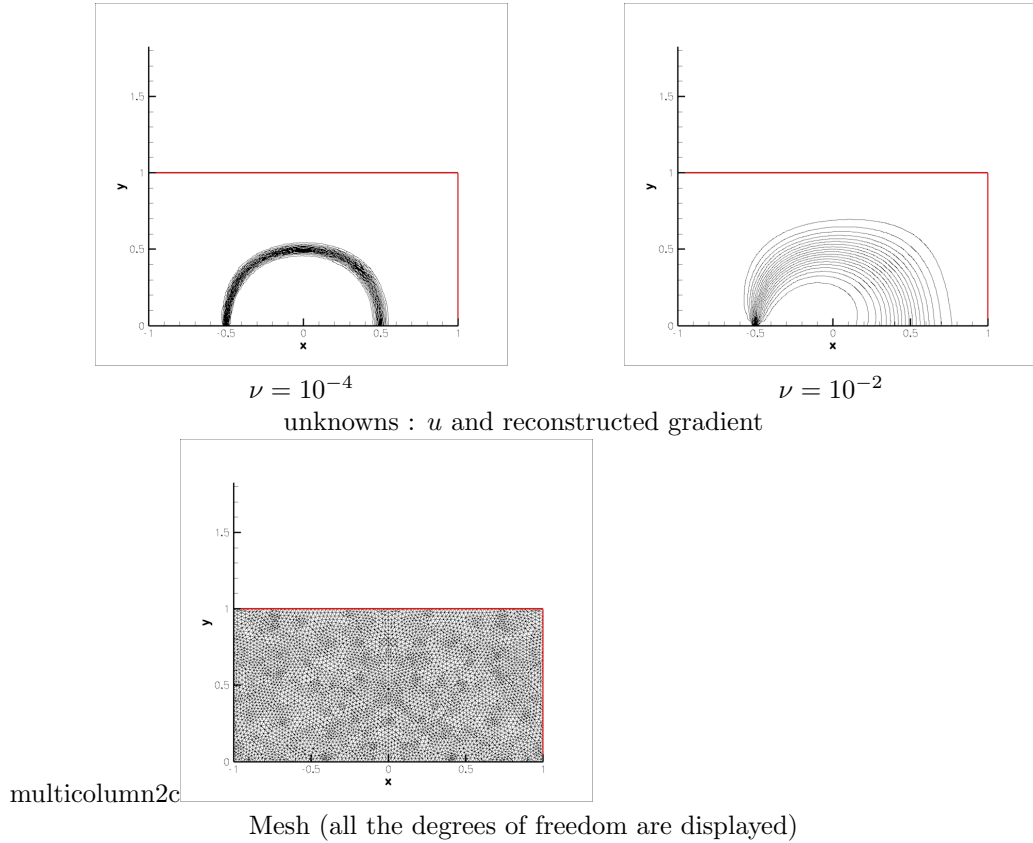 1.5
1
y
0.5
0
-1
-0.5
0
0.5
1
x
ν = 10⁻⁴
1.5
1
y
0.5
0
-1
-0.5
0
0.5
1
x
ν = 10⁻²
unknowns : u and reconstructed gradient
1.5
1
y
0.5
0
-1
-0.5
0
0.5
1
x
multicolumn2c
Mesh (all the degrees of freedom are displayed)